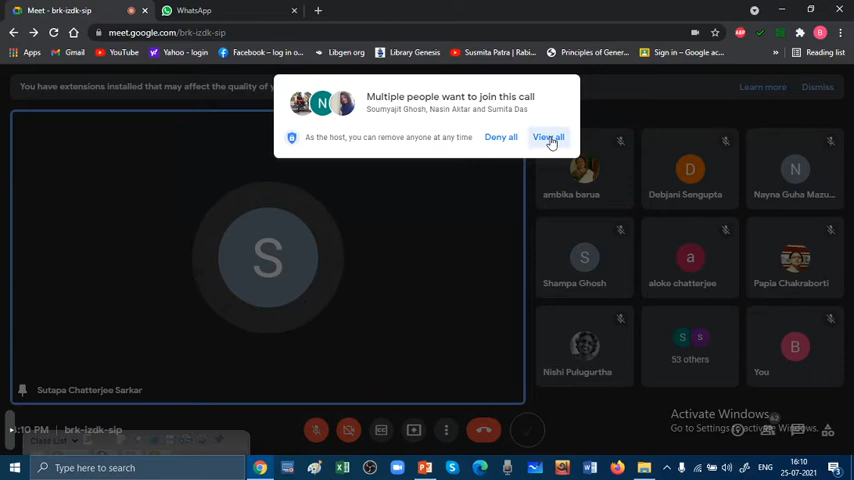 Meet - brk-izdk-sip
WhatsApp
meet.google.com/brk-izdk-sip
Apps
Gmail
YouTube
Yahoo - login
Facebook – log in o...
Libgen org
Library Genesis
Susmita Patra | Rabi...
Principles of Gener...
Sign in – Google ac...
»
Reading list
You have extensions installed that may affect the quality of y
Learn more
Dismiss
Multiple people want to join this call
Soumyajit Ghosh, Nasin Aktar and Sumita Das
As the host, you can remove anyone at any time
Deny all
View all
N
S
Sutapa Chatterjee Sarkar
ambika barua
D
Debjani Sengupta
N
Nayna Guha Mazu...
S
Shampa Ghosh
a
aloke chatterjee
Papia Chakraborti
Nishi Pulugurtha
S
s
53 others
B
You
Activate Windows
Go to Settings to activate Windows.
:10 PM
brk-izdk-sip
Class List
62
Type here to search
ENG
16:10
25-07-2021
3